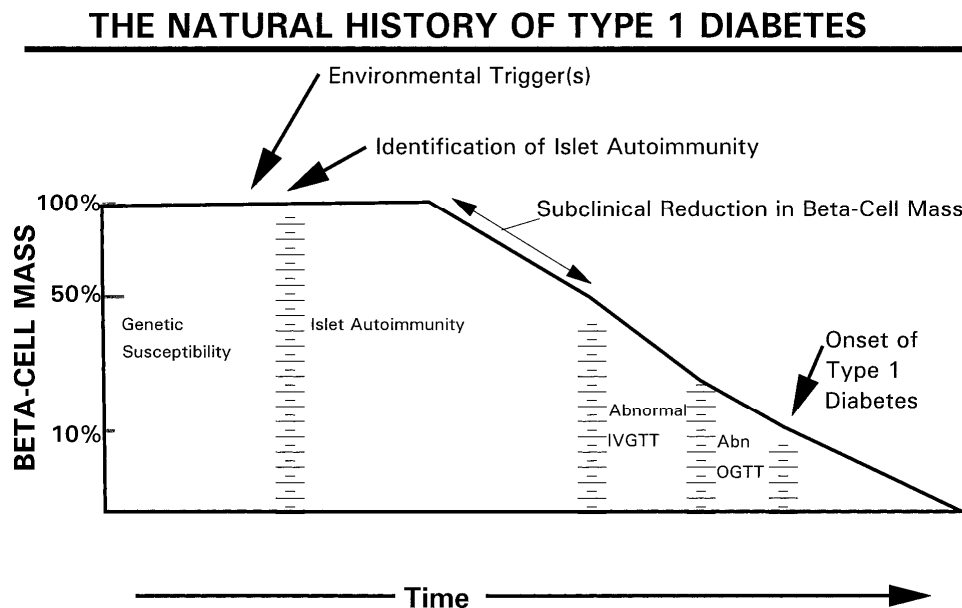 THE NATURAL HISTORY OF TYPE 1 DIABETES
Environmental Trigger(s)
Identification of Islet Autoimmunity
100%
Subclinical Reduction in Beta-Cell Mass
BETA-CELL MASS
50%
Genetic
Susceptibility
Islet Autoimmunity
Onset of
Type 1
Diabetes
10%
Abnormal
IVGTT
Abn
OGTT
Time